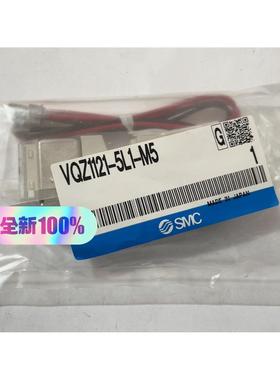 VQZ1121-5L1-M5
G
1
全新100%
MADE IN JAPAN
SMC